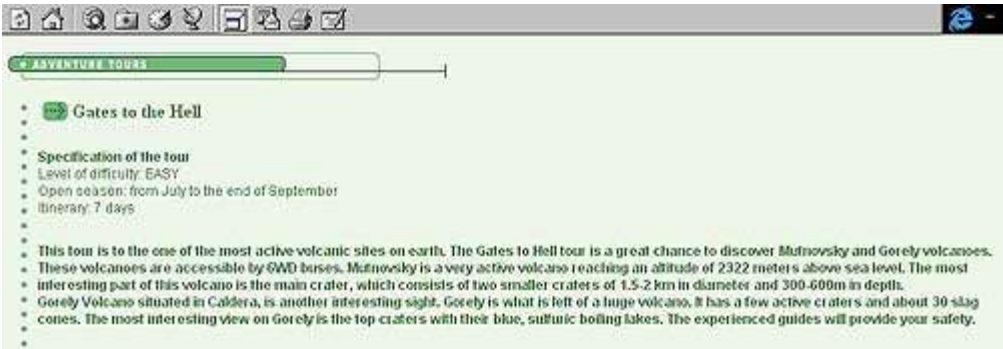 ADVENTURE TOURS
Gates to the Hell
Specification of the tour
Level of difficulty: EASY
Open season: from July to the end of September
Itinerary: 7 days
This tour is to the one of the most active volcanic sites on earth. The Gates to Hell tour is a great chance to discover Mutnovsky and Gorely volcanoes.
These volcanoes are accessible by 6WD buses. Mutnovsky is a very active volcano reaching an altitude of 2322 meters above sea level. The most
interesting part of this volcano is the main crater, which consists of two smaller craters of 1.5-2 km in diameter and 300-600m in depth.
Gorely Volcano situated in Caldera, is another interesting sight. Gorely is what is left of a huge volcano. It has a few active craters and about 30 slag
cones. The most interesting view on Gorely is the top craters with their blue, sulfuric boiling lakes. The experienced guides will provide your safety.